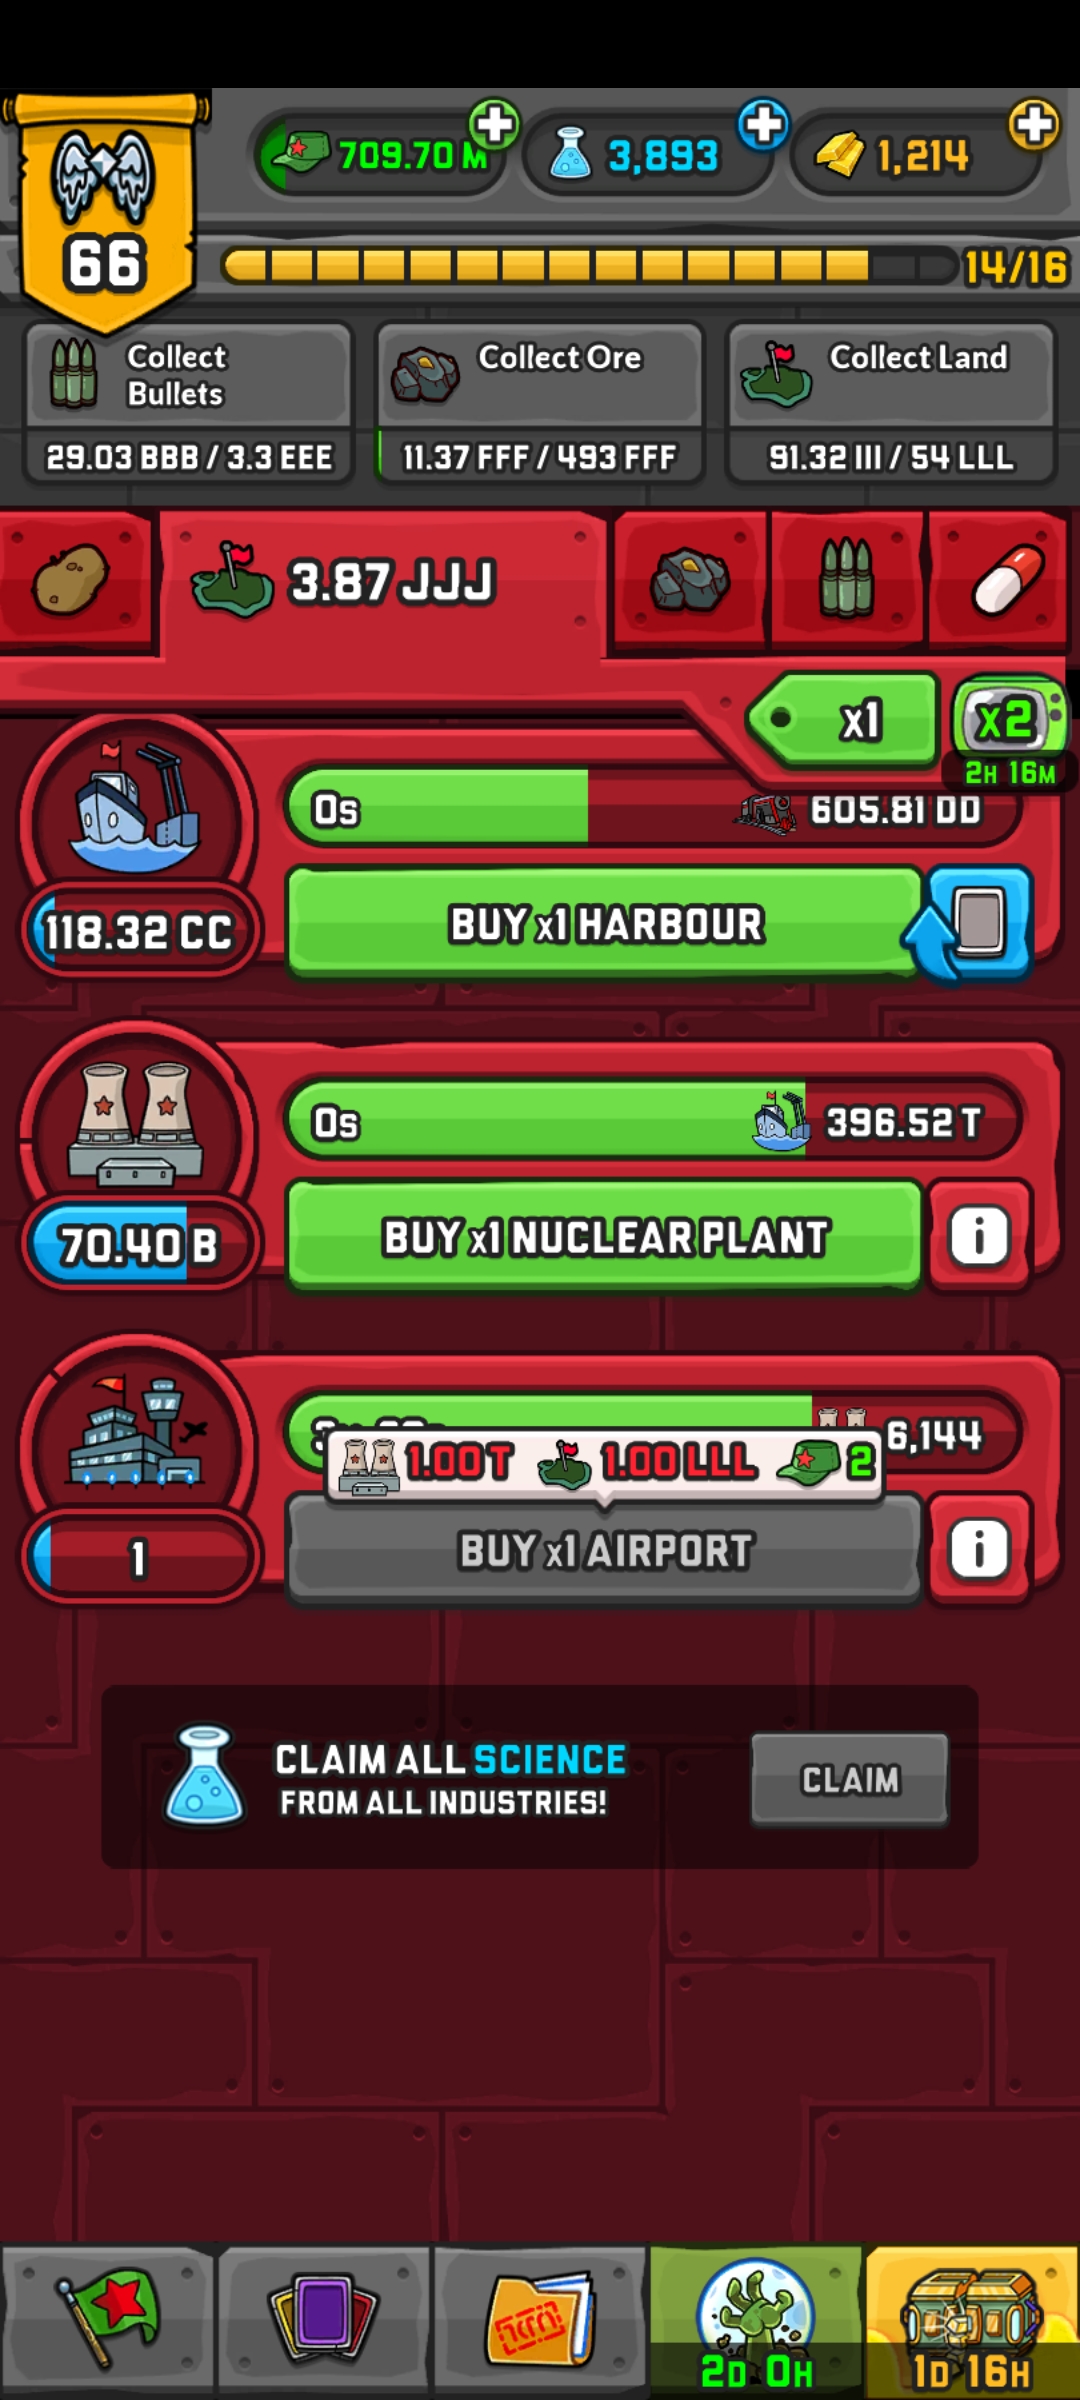 709.70 M
3,893
1,214
66
14/16
Collect
Bullets
29.03 BBB / 3.3 EEE
Collect Ore
11.37 FFF / 493 FFF
Collect Land
91.32 III / 54 LLL
3.87 JJJ
x1
x2
2H 16M
0s
605.81 DD
118.32 CC
BUY x1 HARBOUR
0s
396.52 T
70.40 B
BUY x1 NUCLEAR PLANT
i
6,144
1.00 T
1.00 LLL
2
1
BUY x1 AIRPORT
i
CLAIM ALL SCIENCE
FROM ALL INDUSTRIES!
CLAIM
2D 0H
1D 16H